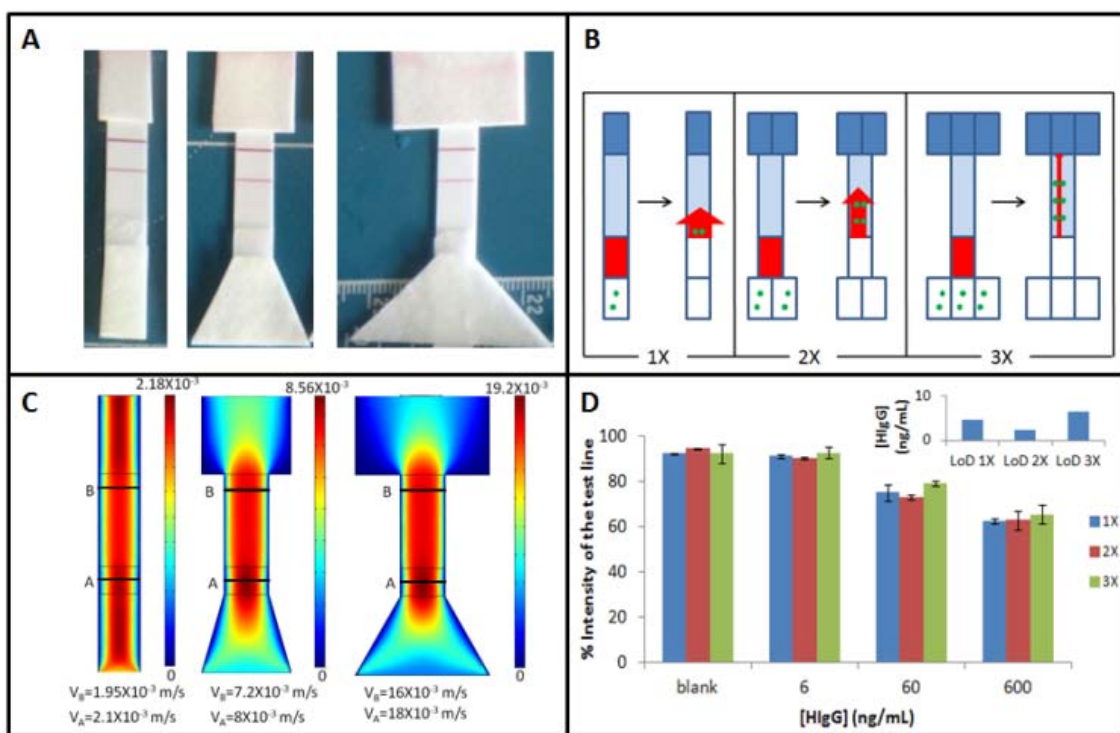 A
22
B
1X
2X
3X
C
2.18X10⁻³
8.56X10⁻³
19.2X10⁻³
B
B
B
A
A
A
0
0
0
V_B=1.95X10⁻³ m/s
V_A=2.1X10⁻³ m/s
V_B=7.2X10⁻³ m/s
V_A=8X10⁻³ m/s
V_B=16X10⁻³ m/s
V_A=18X10⁻³ m/s
D
[HIgG]
(ng/mL)
10
0
LoD 1X LoD 2X LoD 3X
% Intensity of the test line
100
80
60
40
20
0
blank 6 60 600
[HIgG] (ng/mL)
1X
2X
3X